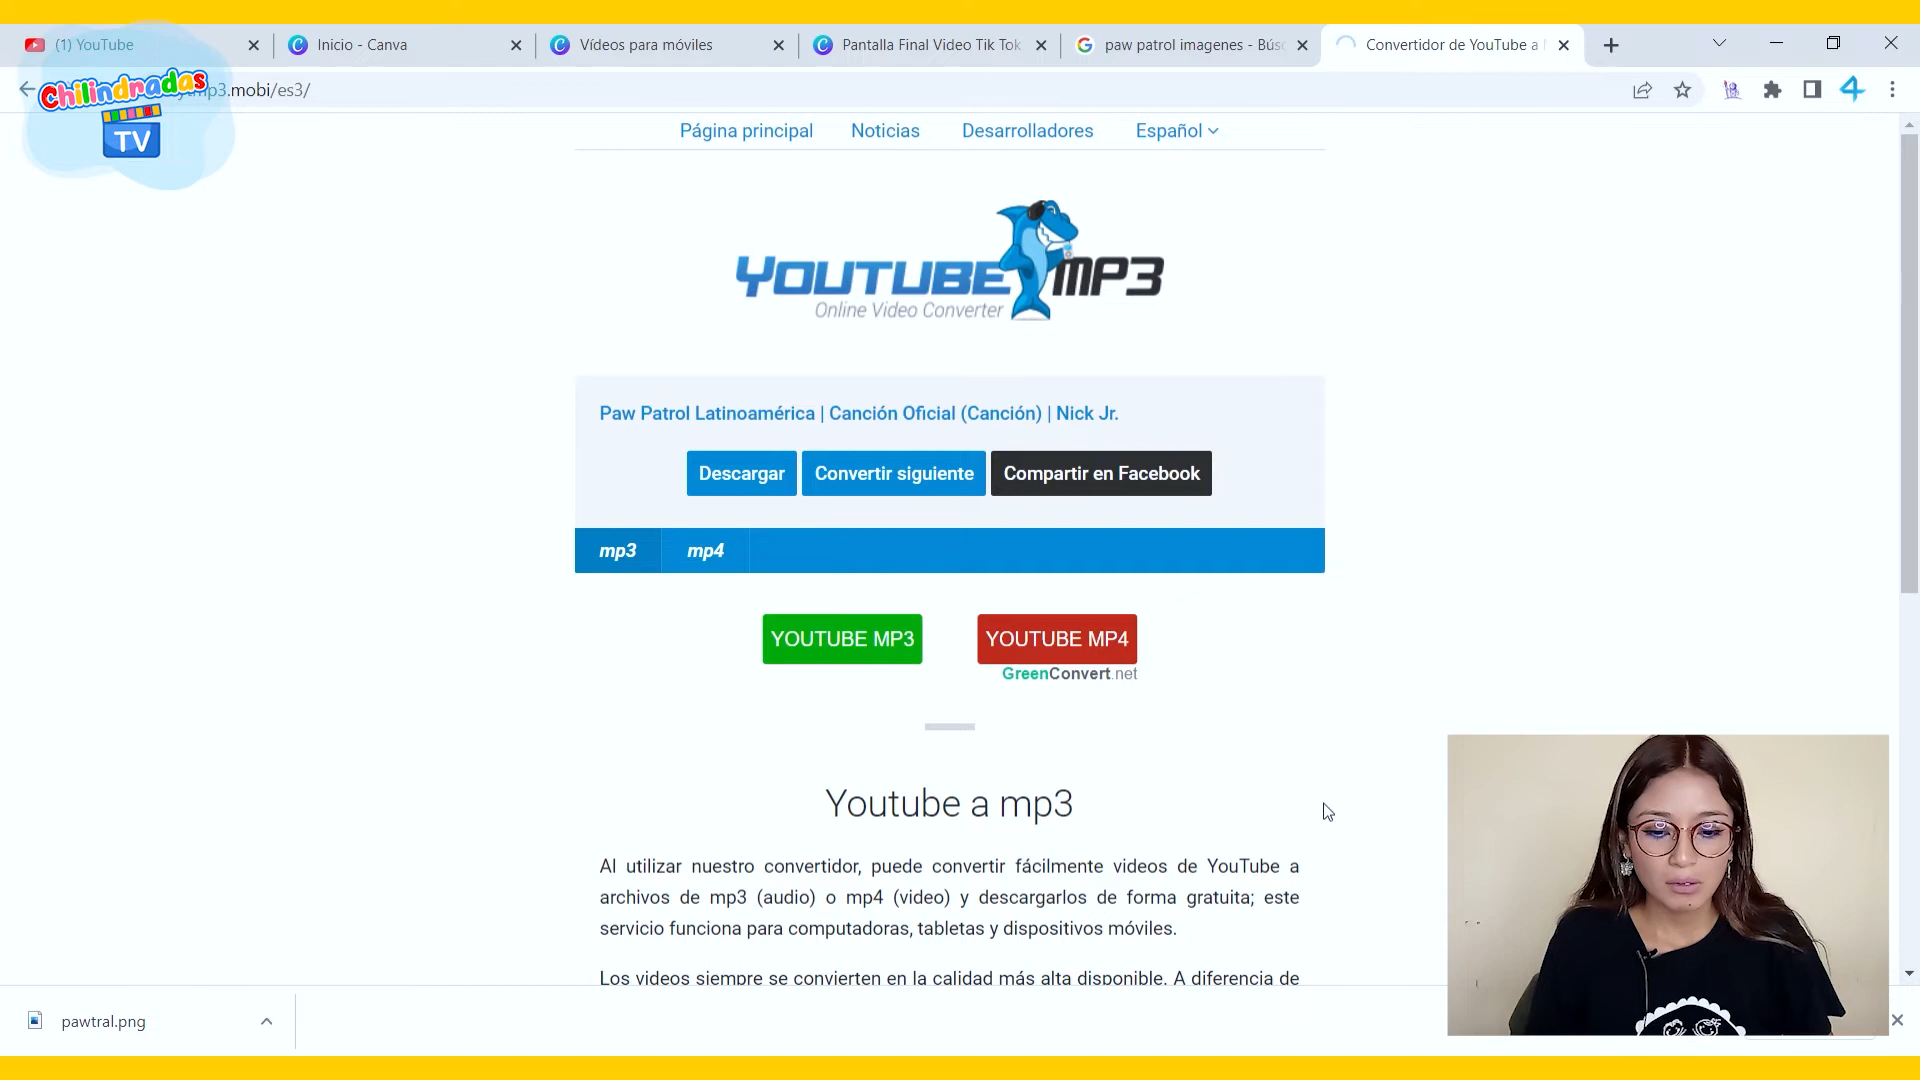 (1) YouTube
Inicio - Canva
Vídeos para móviles
Pantalla Final Video Tik Tok
paw patrol imagenes - Búsc
Convertidor de YouTube a
Chilindradas
TV
mp3.mobi/es3/
Página principal
Noticias
Desarrolladores
Español
YOUTUBE MP3
Online Video Converter
Paw Patrol Latinoamérica | Canción Oficial (Canción) | Nick Jr.
Descargar
Convertir siguiente
Compartir en Facebook
mp3
mp4
YOUTUBE MP3
YOUTUBE MP4
GreenConvert.net
Youtube a mp3
Al utilizar nuestro convertidor, puede convertir fácilmente videos de YouTube a
archivos de mp3 (audio) o mp4 (video) y descargarlos de forma gratuita; este
servicio funciona para computadoras, tabletas y dispositivos móviles.
Los videos siempre se convierten en la calidad más alta disponible. A diferencia de
pawtral.png